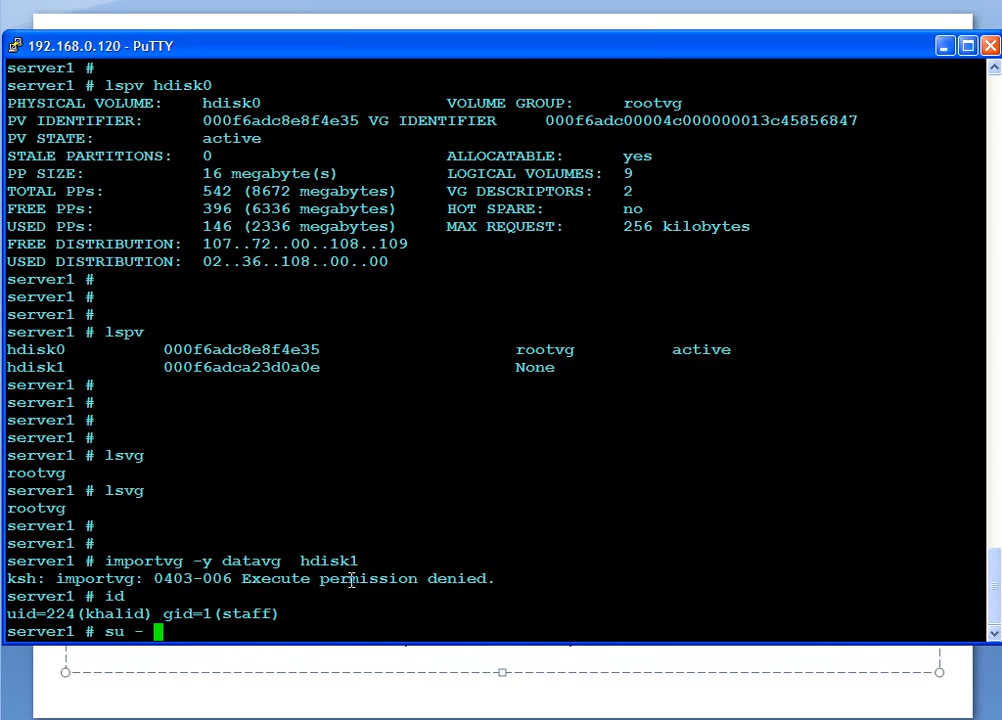 192.168.0.120 - PuTTY
server1 #
server1 # lspv hdisk0
PHYSICAL VOLUME:    hdisk0                   VOLUME GROUP:     rootvg
PV IDENTIFIER:      000f6adc8e8f4e35 VG IDENTIFIER     000f6adc00004c000000013c45856847
PV STATE:           active
STALE PARTITIONS:   0                        ALLOCATABLE:      yes
PP SIZE:            16 megabyte(s)           LOGICAL VOLUMES:  9
TOTAL PPs:          542 (8672 megabytes)     VG DESCRIPTORS:   2
FREE PPs:           396 (6336 megabytes)     HOT SPARE:        no
USED PPs:           146 (2336 megabytes)     MAX REQUEST:      256 kilobytes
FREE DISTRIBUTION:  107..72..00..108..109
USED DISTRIBUTION:  02..36..108..00..00
server1 #
server1 #
server1 #
server1 # lspv
hdisk0          000f6adc8e8f4e35                    rootvg          active
hdisk1          000f6adca23d0a0e                    None
server1 #
server1 #
server1 #
server1 #
server1 # lsvg
rootvg
server1 # lsvg
rootvg
server1 #
server1 #
server1 # importvg -y datavg  hdisk1
ksh: importvg: 0403-006 Execute permission denied.
server1 # id
uid=224(khalid) gid=1(staff)
server1 # su -